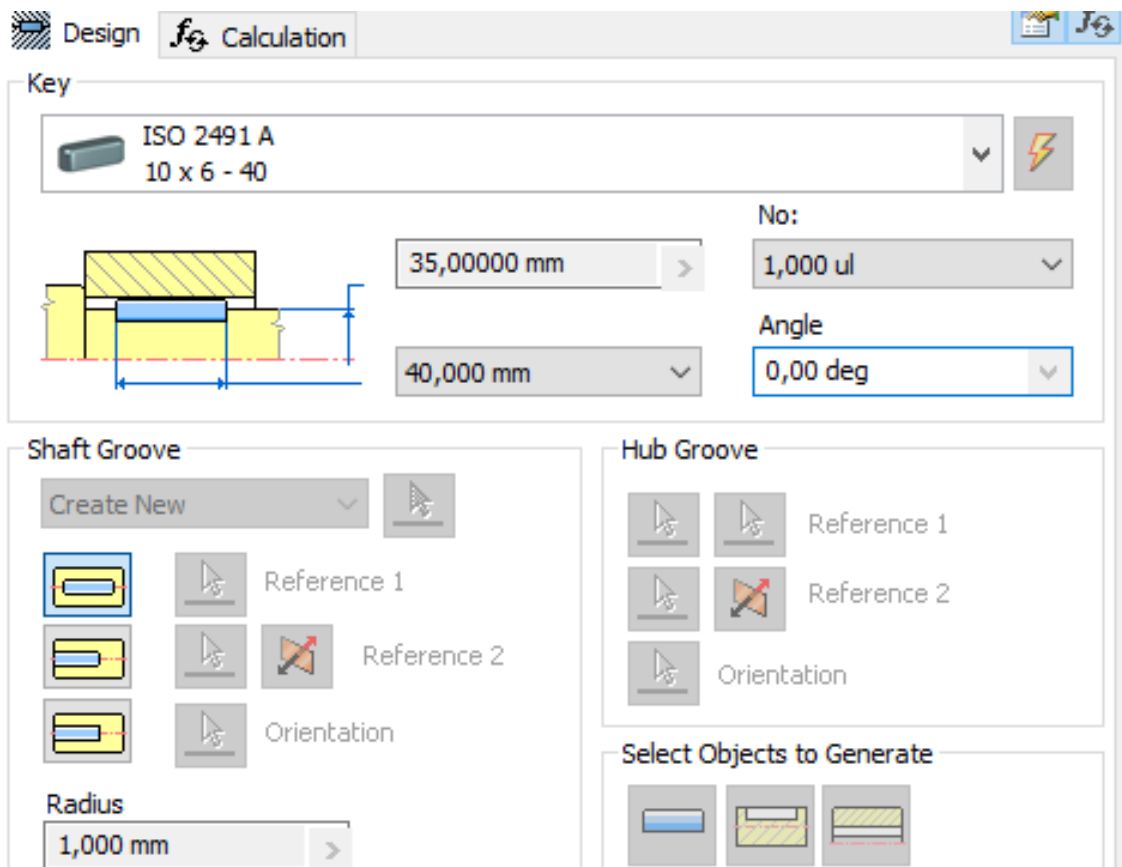 Design
Calculation
Key
ISO 2491 A
10 x 6 - 40
No:
35,00000 mm
1,000 ul
Angle
40,000 mm
0,00 deg
Shaft Groove
Create New
Reference 1
Reference 2
Orientation
Radius
1,000 mm
Hub Groove
Reference 1
Reference 2
Orientation
Select Objects to Generate